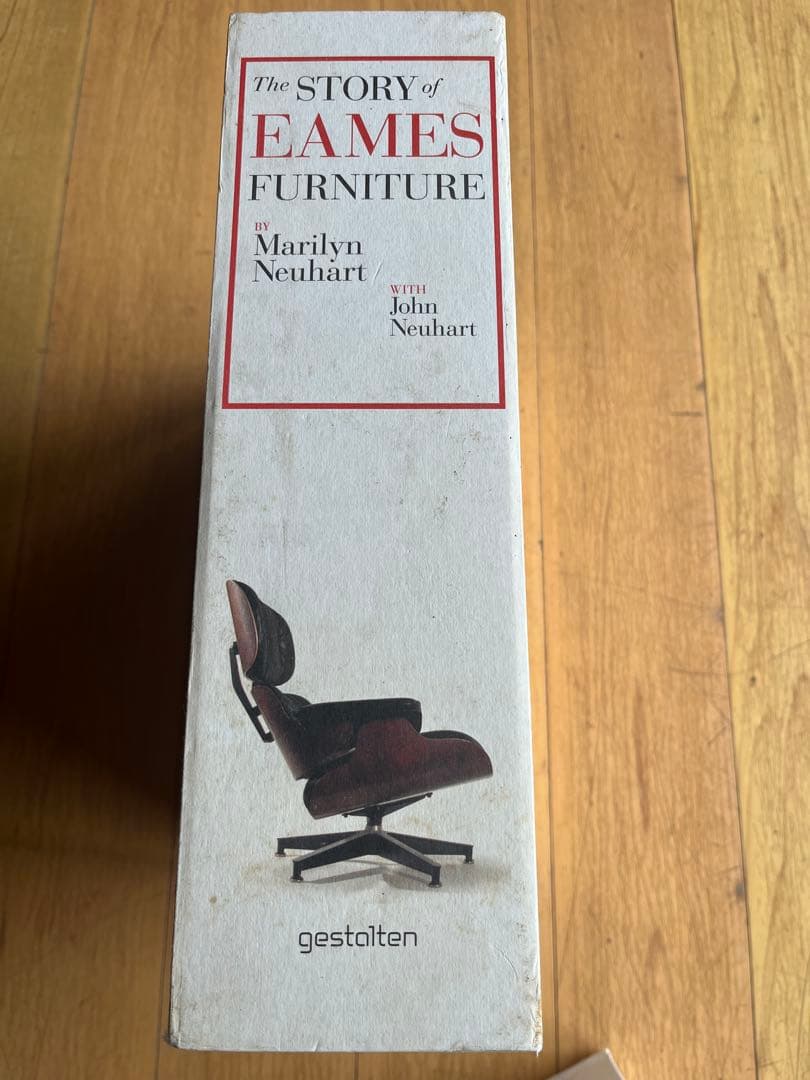 The STORY of
EAMES
FURNITURE
BY
Marilyn
Neuhart /
WITH
John
Neuhart
gestalten